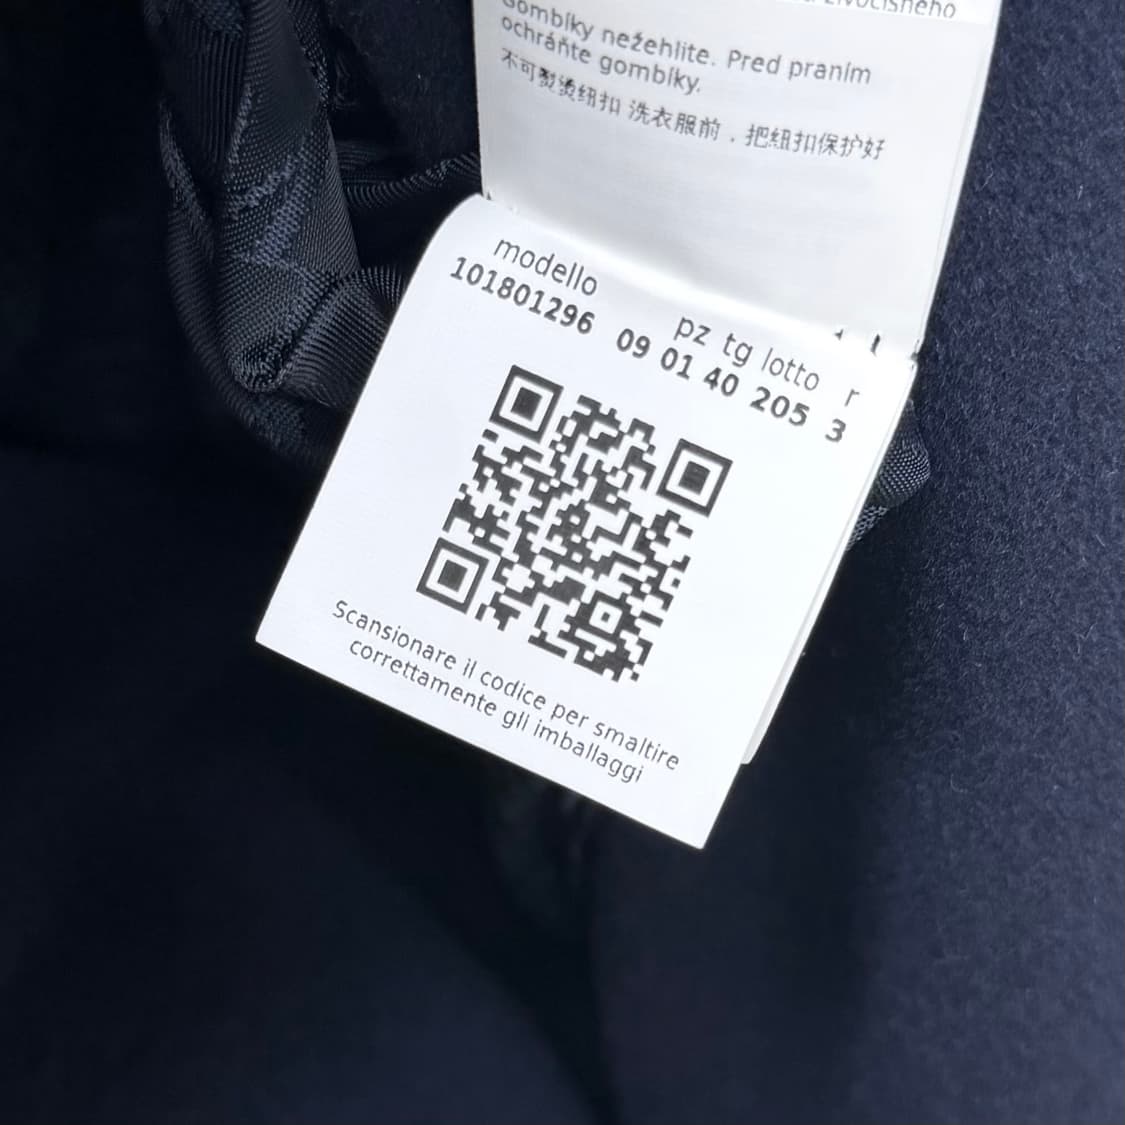 živočíšneho
Gombíky nežehlite. Pred praním
ochráňte gombíky.
不可熨烫纽扣 洗衣服前，把纽扣保护好
modello pz tg lotto r
101801296 09 01 40 205 3
Scansionare il codice per smaltire
correttamente gli imballaggi